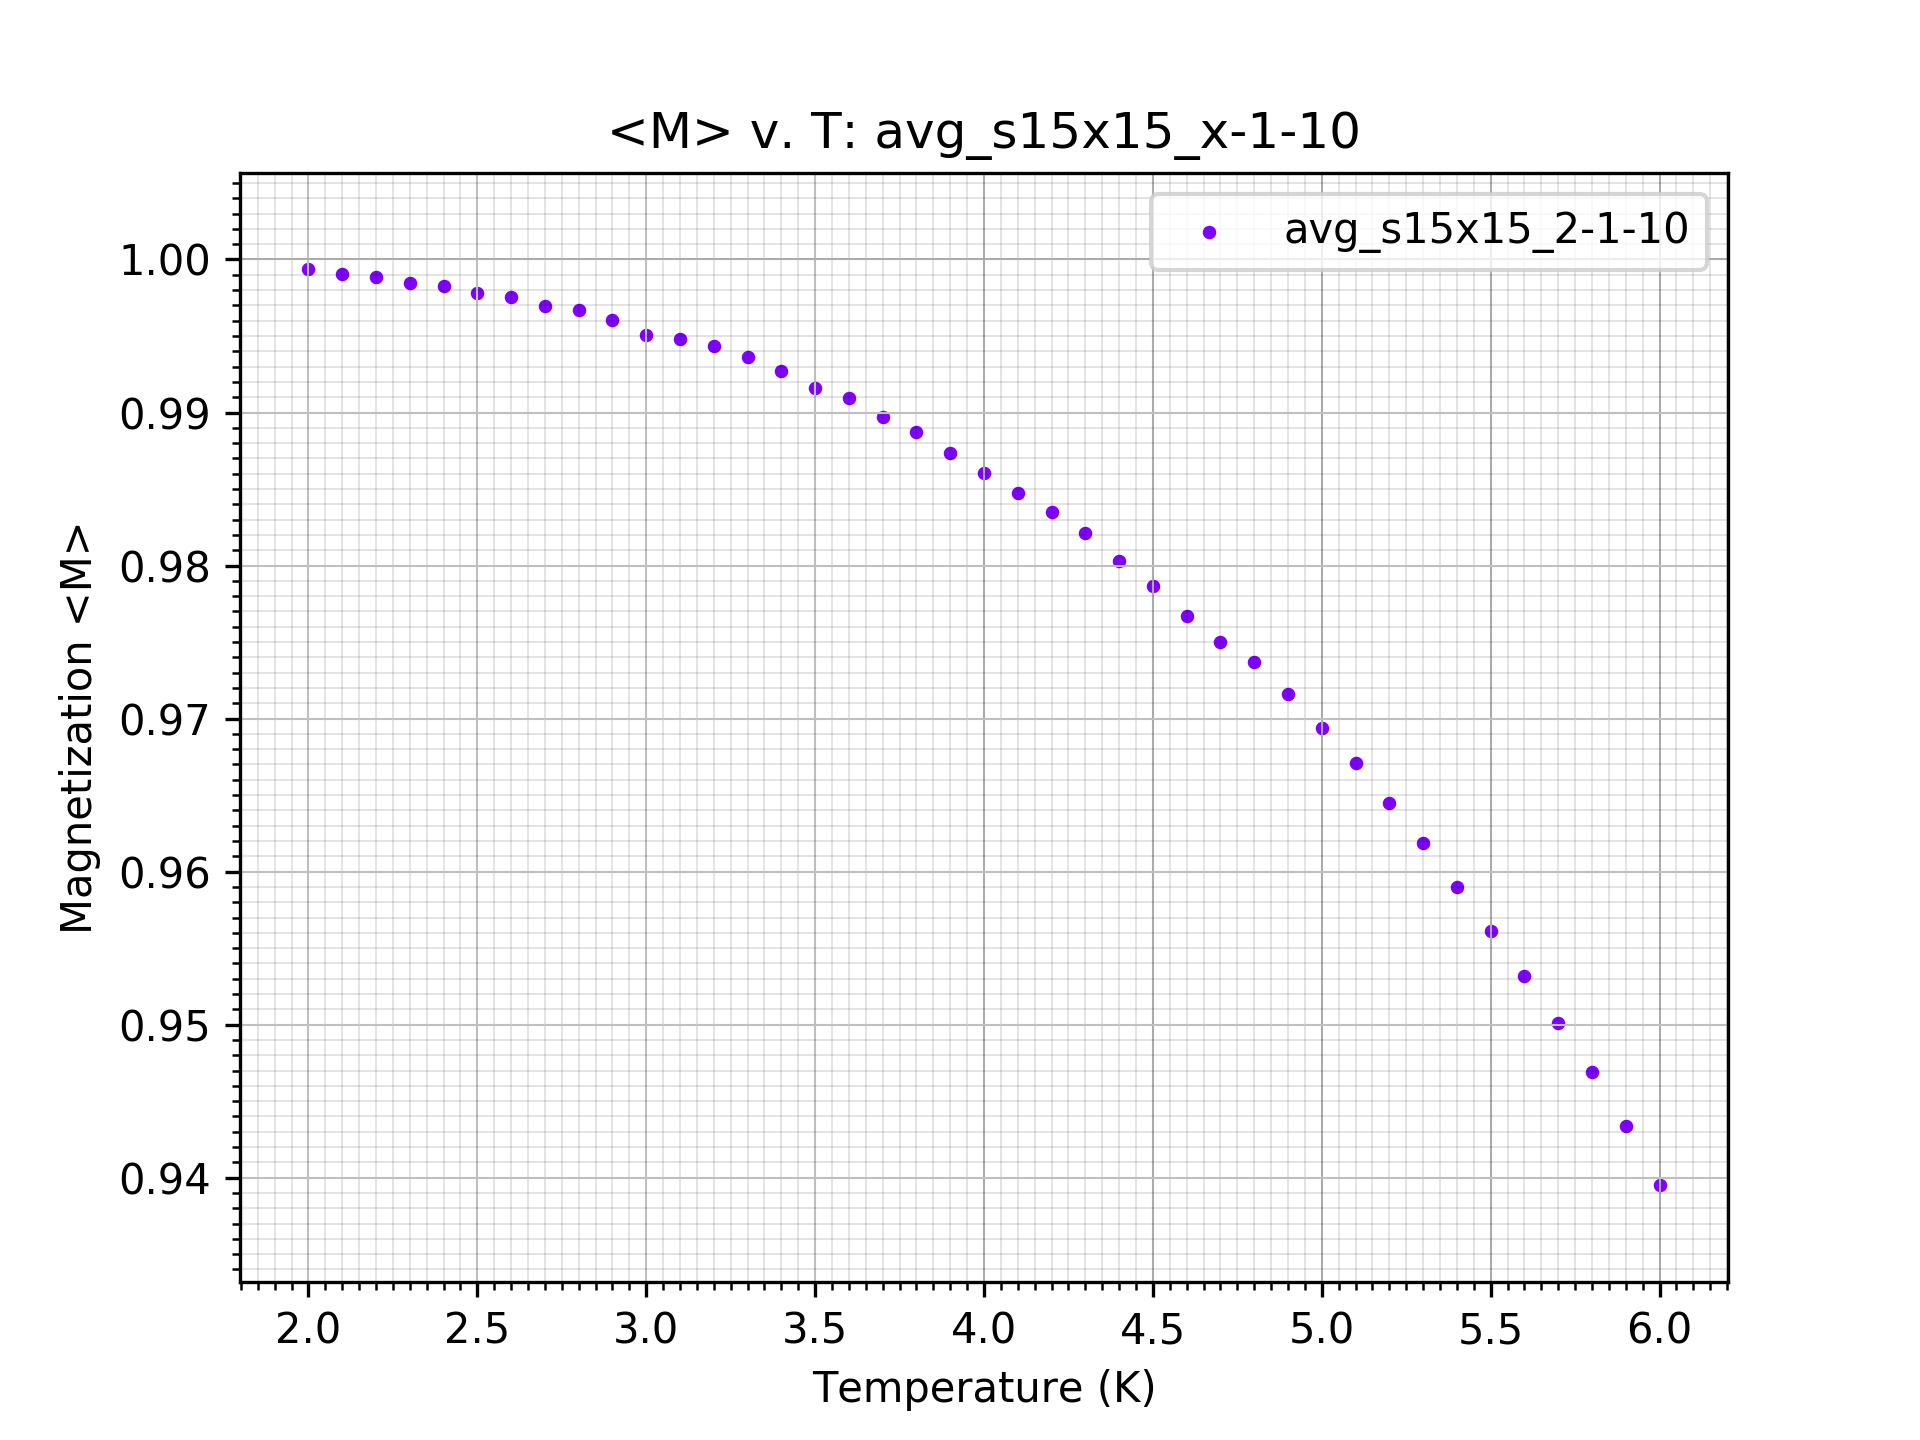 <M> v. T: avg_s15x15_x-1-10
avg_s15x15_2-1-10
Magnetization <M>
1.00
0.99
0.98
0.97
0.96
0.95
0.94
2.0 2.5 3.0 3.5 4.0 4.5 5.0 5.5 6.0
Temperature (K)